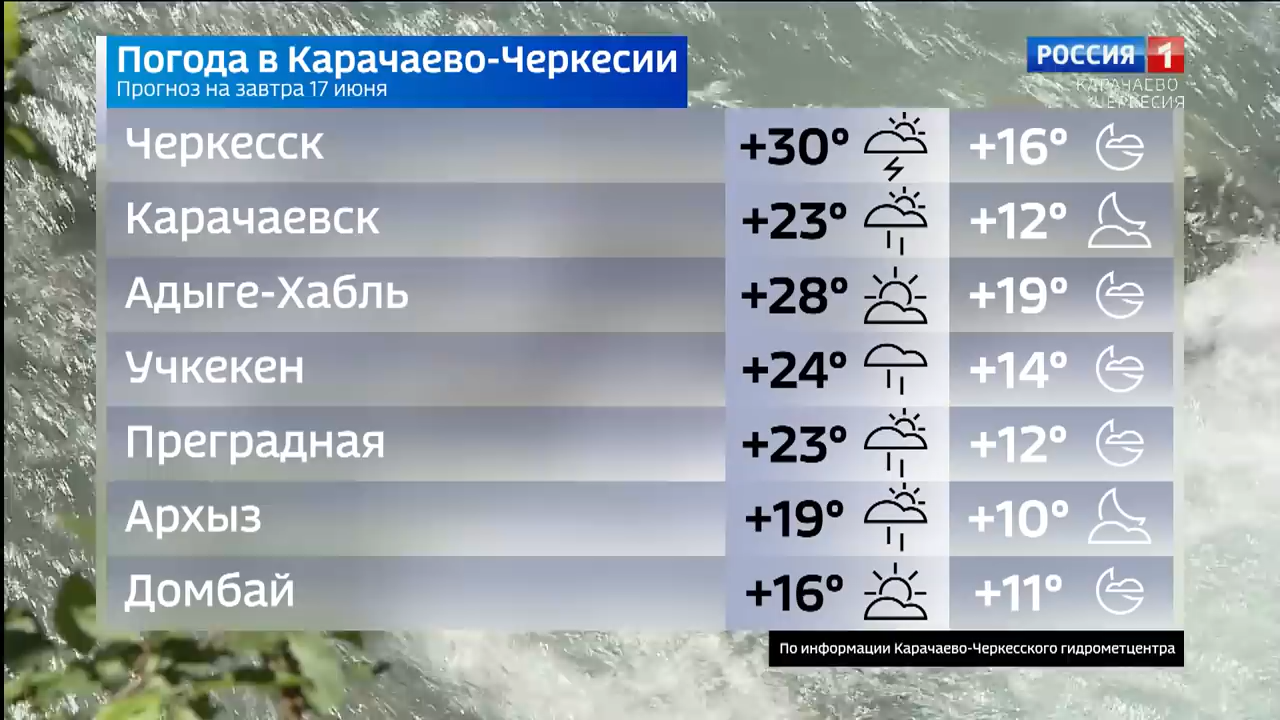 Погода в Карачаево-Черкесии
Прогноз на завтра 17 июня
РОССИЯ 1
КАРАЧАЕВО
ЧЕРКЕСИЯ
Черкесск +30° +16°
Карачаевск +23° +12°
Адыге-Хабль +28° +19°
Учкекен +24° +14°
Преградная +23° +12°
Архыз +19° +10°
Домбай +16° +11°
По информации Карачаево-Черкесского гидрометцентра